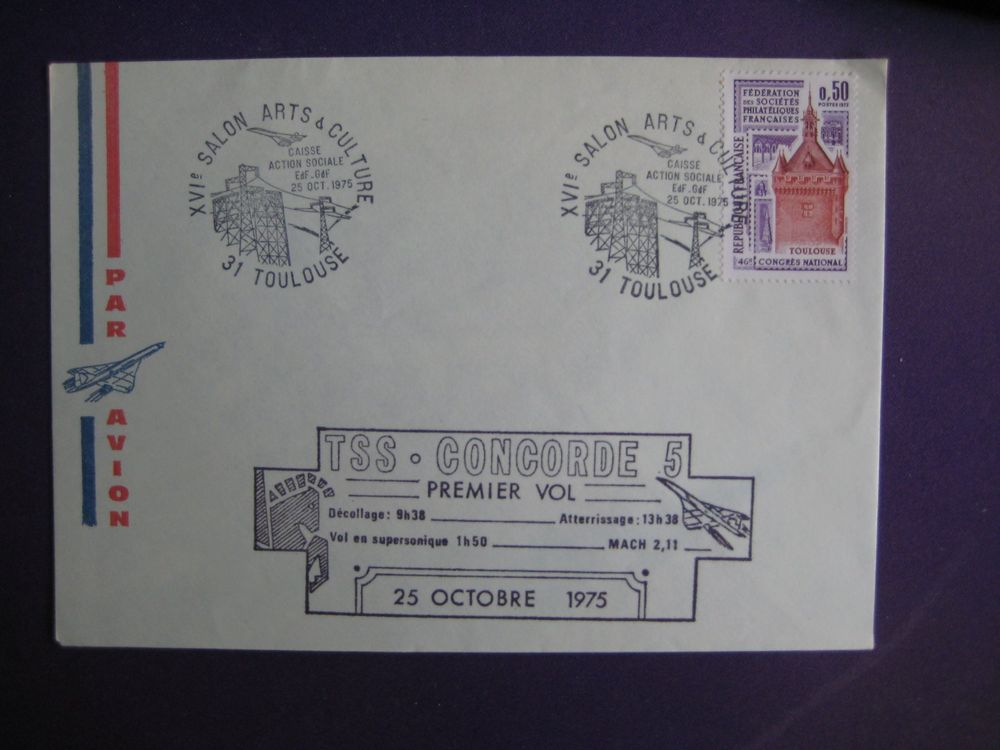 XVIe SALON ARTS & CULTURE
CAISSE
ACTION SOCIALE
EdF.GdF
25 OCT. 1975
31 TOULOUSE
XVIe SALON ARTS & CULTURE
CAISSE
ACTION SOCIALE
EdF.GdF
25 OCT. 1975
31 TOULOUSE
FÉDÉRATION
DES SOCIÉTÉS
PHILATÉLIQUES
FRANÇAISES
0,50
POSTES 1973
REPUBLIQUE FRANÇAISE
TOULOUSE
46e CONGRÈS NATIONAL
PAR AVION
TSS . CONCORDE 5
PREMIER VOL
Décollage: 9h38 Atterrissage: 13h38
Vol en supersonique 1h50 MACH 2,11
25 OCTOBRE 1975